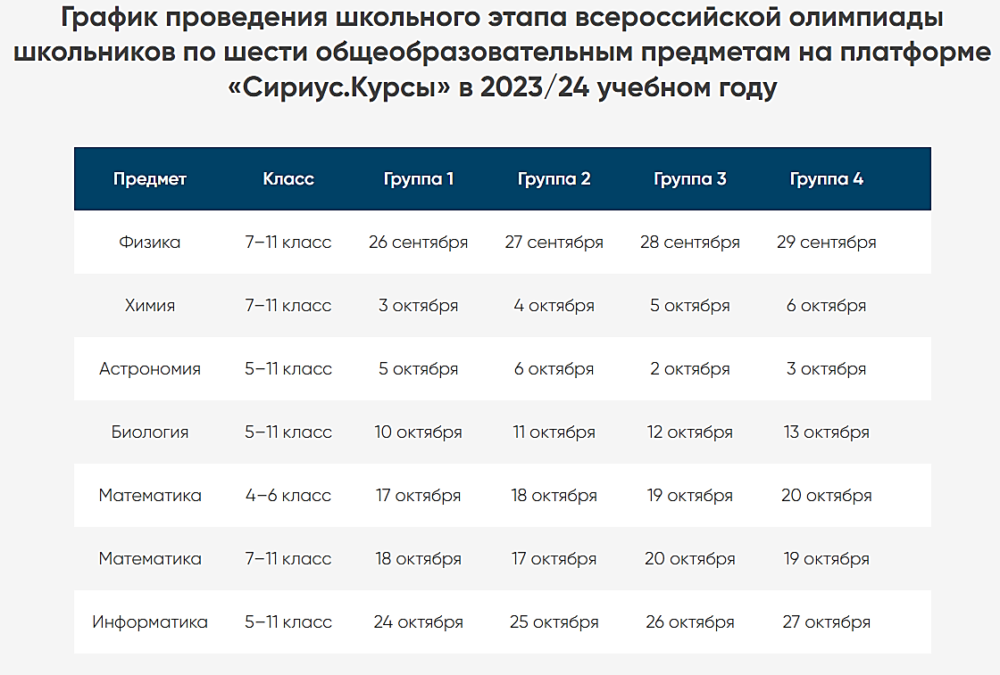 График проведения школьного этапа всероссийской олимпиады
школьников по шести общеобразовательным предметам на платформе
«Сириус.Курсы» в 2023/24 учебном году
Предмет Класс Группа 1 Группа 2 Группа 3 Группа 4
Физика 7–11 класс 26 сентября 27 сентября 28 сентября 29 сентября
Химия 7–11 класс 3 октября 4 октября 5 октября 6 октября
Астрономия 5–11 класс 5 октября 6 октября 2 октября 3 октября
Биология 5–11 класс 10 октября 11 октября 12 октября 13 октября
Математика 4–6 класс 17 октября 18 октября 19 октября 20 октября
Математика 7–11 класс 18 октября 17 октября 20 октября 19 октября
Информатика 5–11 класс 24 октября 25 октября 26 октября 27 октября